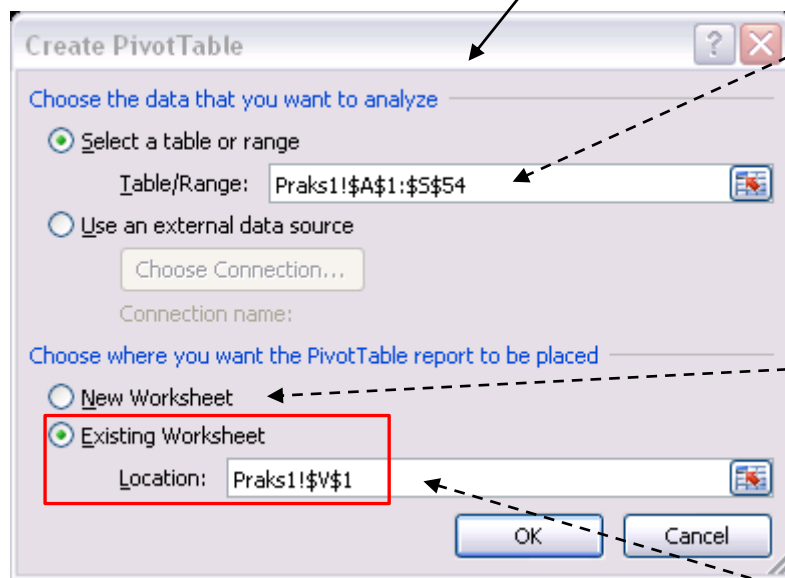 Create PivotTable
Choose the data that you want to analyze
Select a table or range
Table/Range: Praks1!$A$1:$S$54
Use an external data source
Choose Connection...
Connection name:
Choose where you want the PivotTable report to be placed
New Worksheet
Existing Worksheet
Location: Praks1!$V$1
OK Cancel